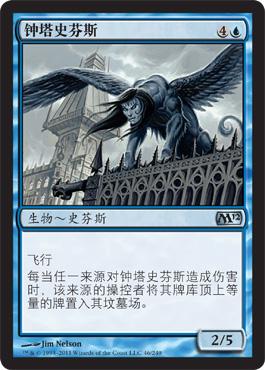 钟塔史芬斯 4
生物～史芬斯 M12
飞行
每当任一来源对钟塔史芬斯造成伤害
时，该来源的操控者将其牌库顶上等
量的牌置入其坟墓场。
Jim Nelson
™ & © 1993–2011 Wizards of the Coast LLC 46/249
2/5